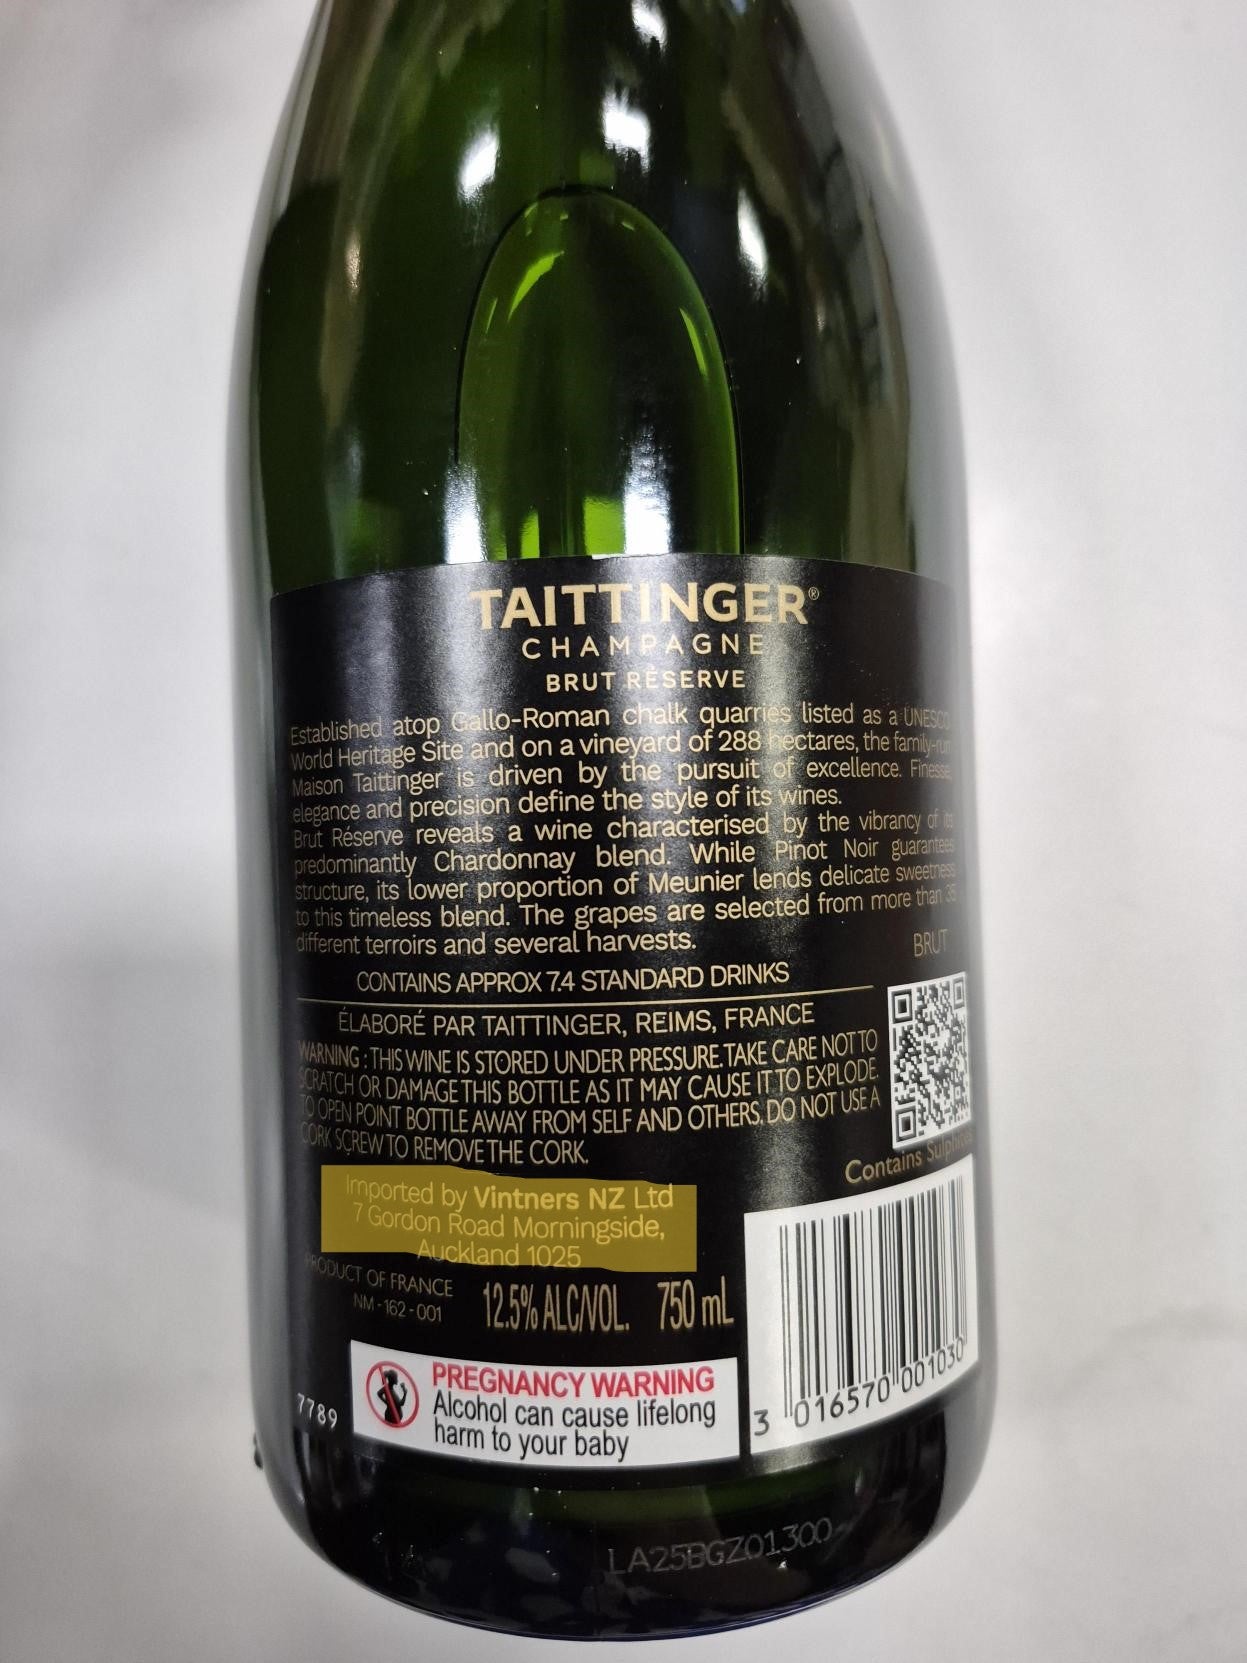 TAITTINGER®
CHAMPAGNE
BRUT RÉSERVE
Established atop Gallo-Roman chalk quarries listed as a UNESCO
World Heritage Site and on a vineyard of 288 hectares, the family-run
Maison Taittinger is driven by the pursuit of excellence. Finesse,
elegance and precision define the style of its wines.
Brut Réserve reveals a wine characterised by the vibrancy of its
predominantly Chardonnay blend. While Pinot Noir guarantees
structure, its lower proportion of Meunier lends delicate sweetness
to this timeless blend. The grapes are selected from more than 35
different terroirs and several harvests.
BRUT
CONTAINS APPROX 7.4 STANDARD DRINKS
ÉLABORÉ PAR TAITTINGER, REIMS, FRANCE
WARNING : THIS WINE IS STORED UNDER PRESSURE. TAKE CARE NOT TO
SCRATCH OR DAMAGE THIS BOTTLE AS IT MAY CAUSE IT TO EXPLODE.
TO OPEN POINT BOTTLE AWAY FROM SELF AND OTHERS. DO NOT USE A
CORK SCREW TO REMOVE THE CORK.
Contains Sulphites
Imported by Vintners NZ Ltd
7 Gordon Road Morningside,
Auckland 1025
PRODUCT OF FRANCE
NM-162-001
12.5% ALC/VOL. 750 mL
7789
PREGNANCY WARNING
Alcohol can cause lifelong
harm to your baby
3 016570 001030
LA25BGZ01300